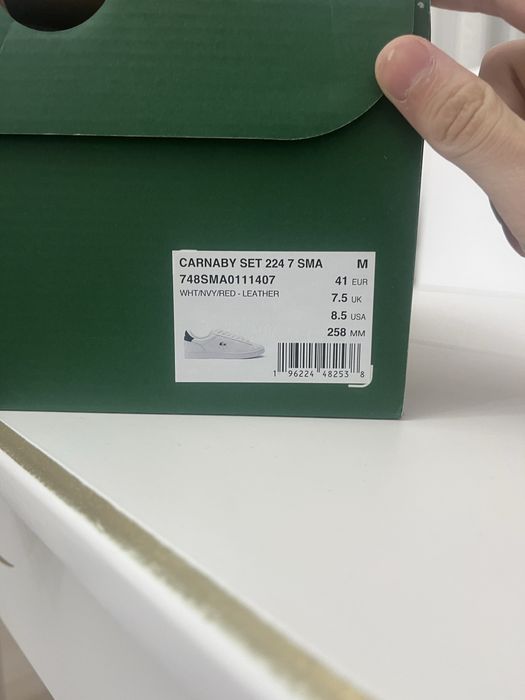 CARNABY SET 224 7 SMA M
748SMA0111407 41 EUR
WHT/NVY/RED - LEATHER 7.5 UK
8.5 USA
258 MM
1 96224 48253 8